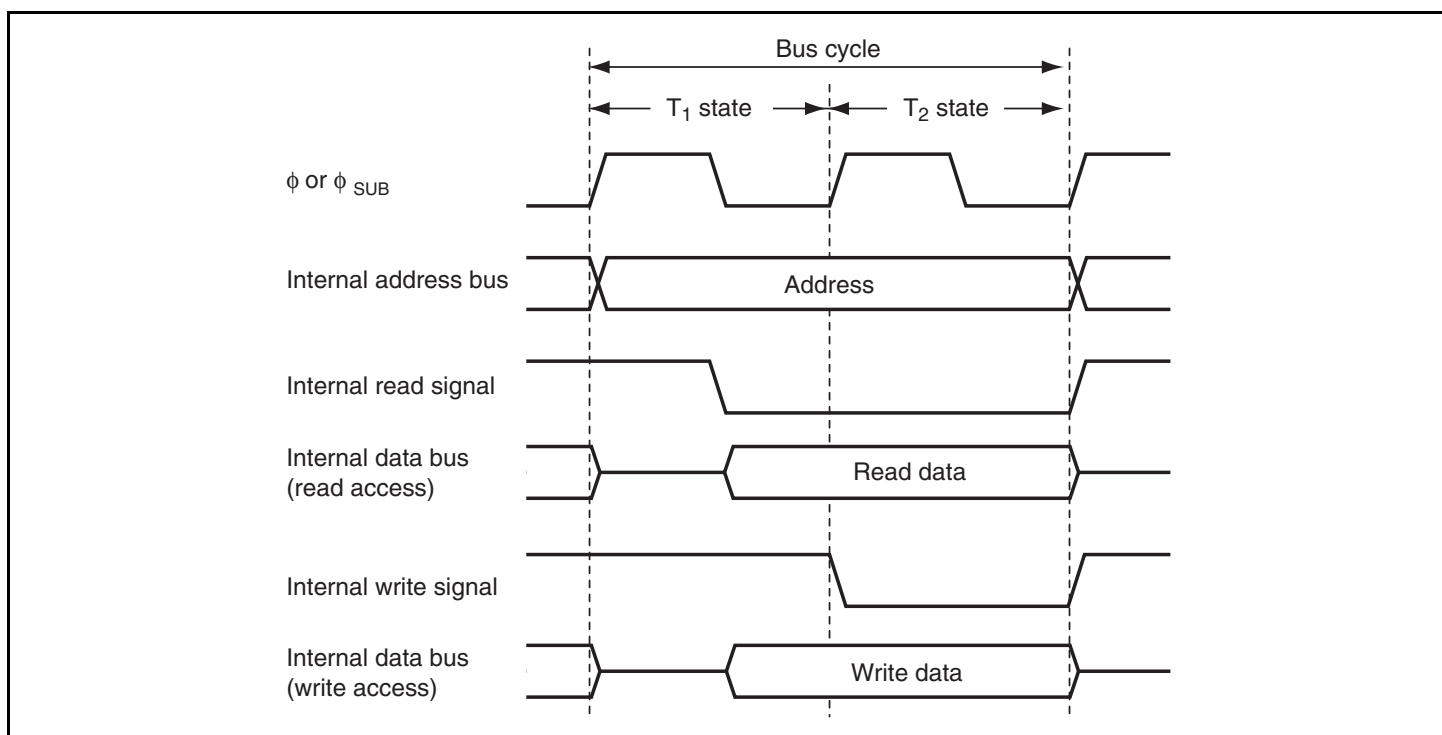 Bus cycle
T₁ state
T₂ state
ϕ or ϕ SUB
Internal address bus
Address
Internal read signal
Internal data bus
(read access)
Read data
Internal write signal
Internal data bus
(write access)
Write data